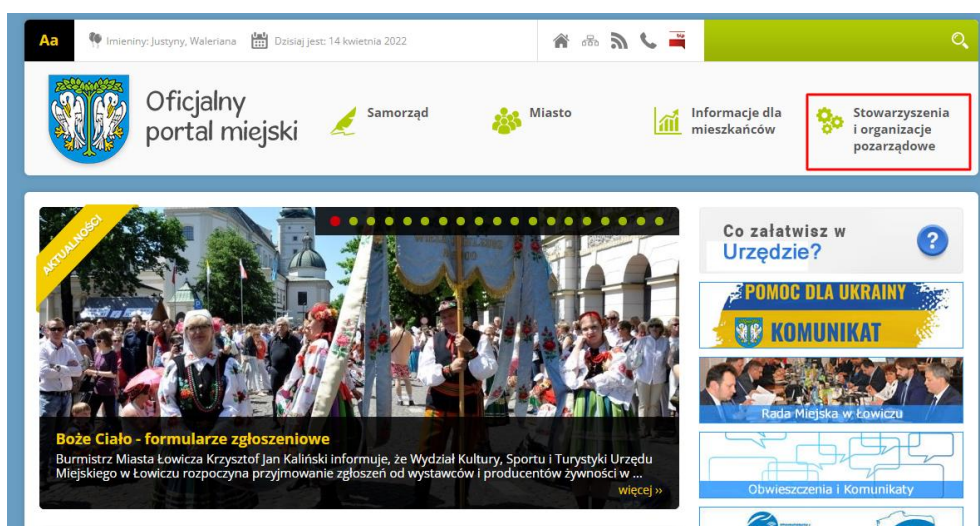 Aa
Imieniny: Justyny, Waleriana
Dzisiaj jest: 14 kwietnia 2022
bip
Oficjalny
portal miejski
Samorząd
Miasto
Informacje dla
mieszkańców
Stowarzyszenia
i organizacje
pozarządowe
AKTUALNOŚCI
Boże Ciało - formularze zgłoszeniowe
Burmistrz Miasta Łowicza Krzysztof Jan Kaliński informuje, że Wydział Kultury, Sportu i Turystyki Urzędu
Miejskiego w Łowiczu rozpoczyna przyjmowanie zgłoszeń od wystawców i producentów żywności w ...
więcej ››
Co załatwisz w
Urzędzie?
?
POMOC DLA UKRAINY
KOMUNIKAT
Rada Miejska w Łowiczu
Obwieszczenia i Komunikaty